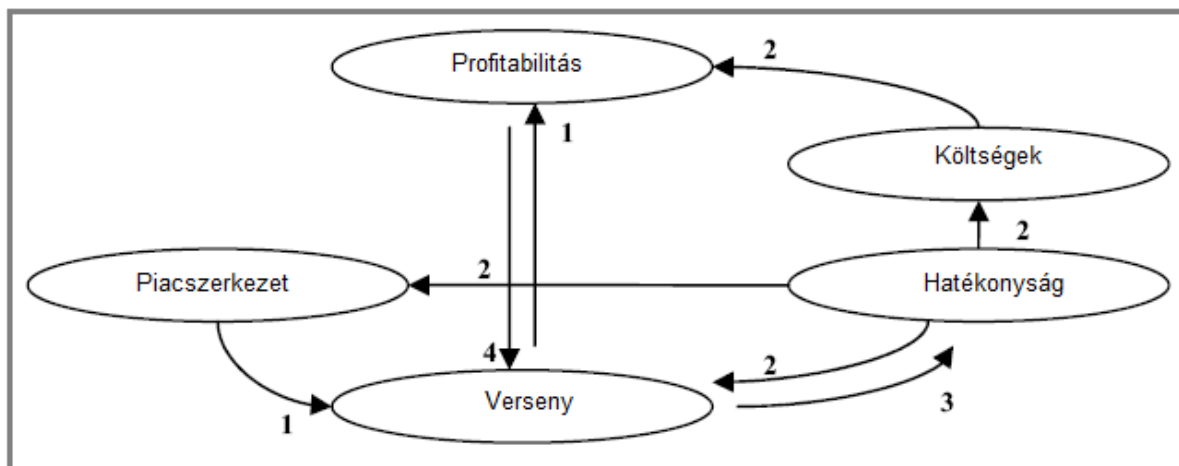 Profitabilitás
2
1
Költségek
2
Piacszerkezet
2
Hatékonyság
4
2
Verseny
3
1